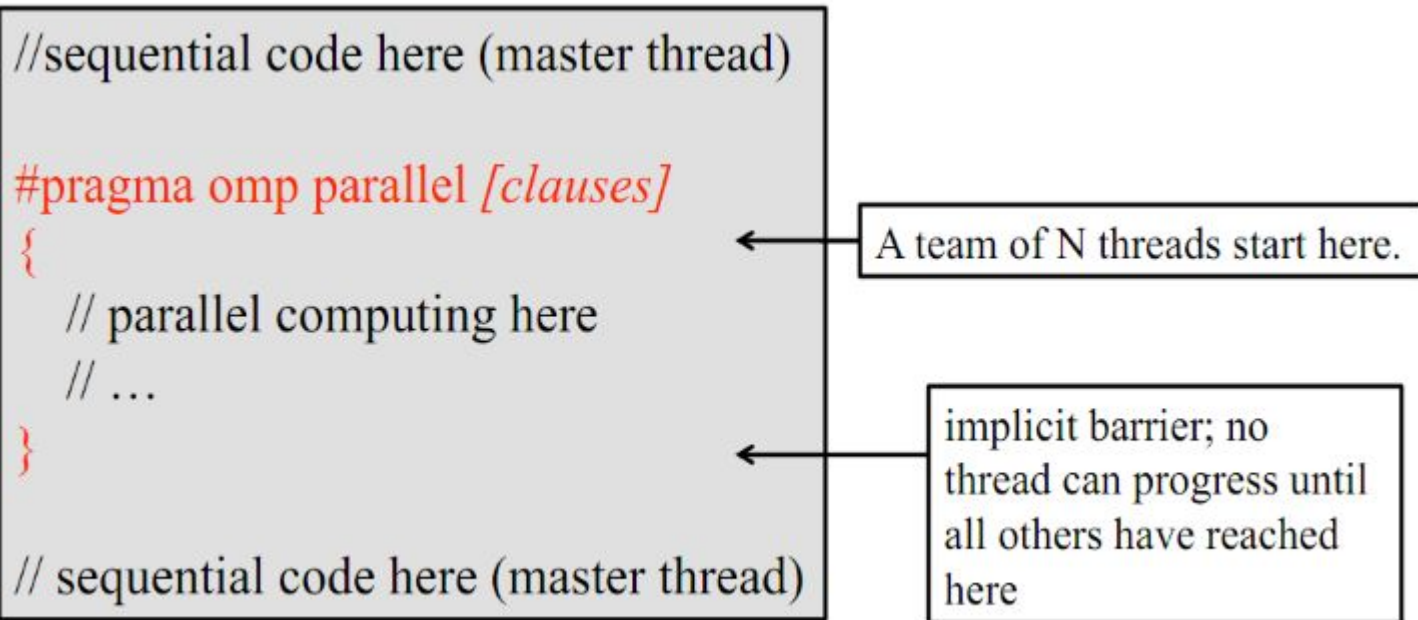 //sequential code here (master thread)
#pragma omp parallel [clauses]
{
A team of N threads start here.
// parallel computing here
// …
}
implicit barrier; no
thread can progress until
all others have reached
here
// sequential code here (master thread)